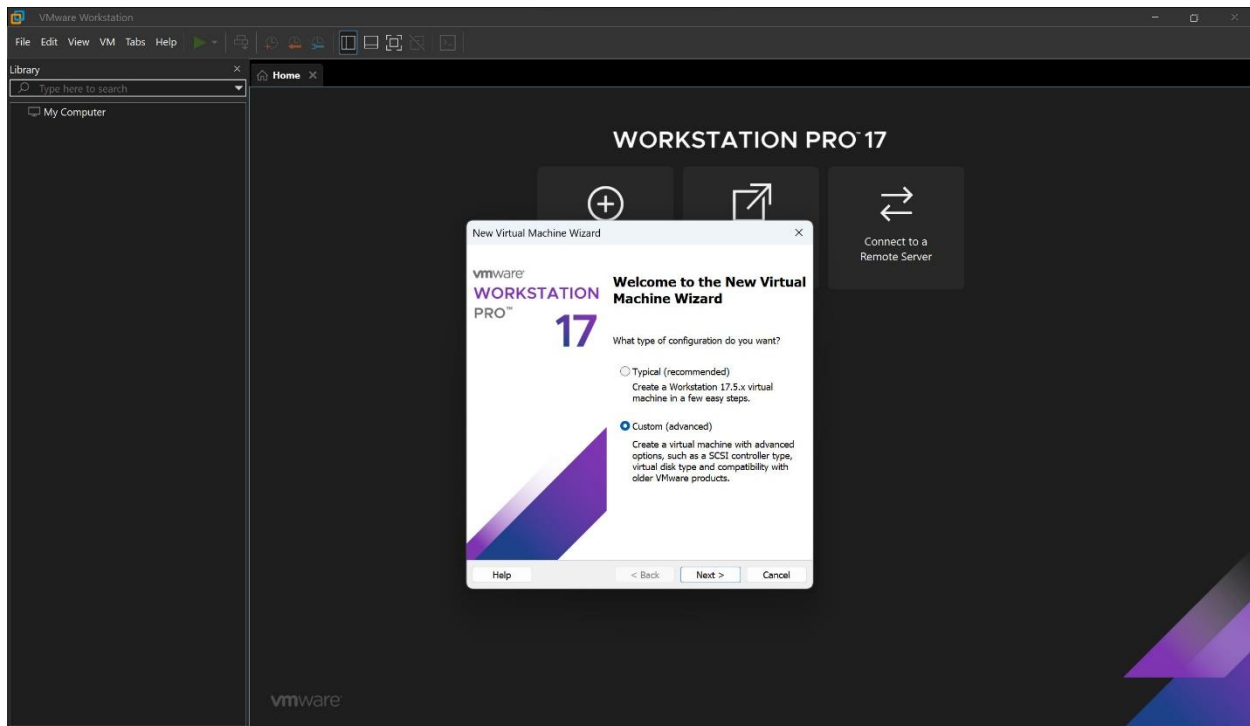 VMware Workstation
File Edit View VM Tabs Help
Library
Type here to search
My Computer
Home
WORKSTATION PRO™ 17
Connect to a
Remote Server
New Virtual Machine Wizard
vmware
WORKSTATION
PRO™
17
Welcome to the New Virtual
Machine Wizard
What type of configuration do you want?
Typical (recommended)
Create a Workstation 17.5.x virtual
machine in a few easy steps.
Custom (advanced)
Create a virtual machine with advanced
options, such as a SCSI controller type,
virtual disk type and compatibility with
older VMware products.
Help < Back Next > Cancel
vmware